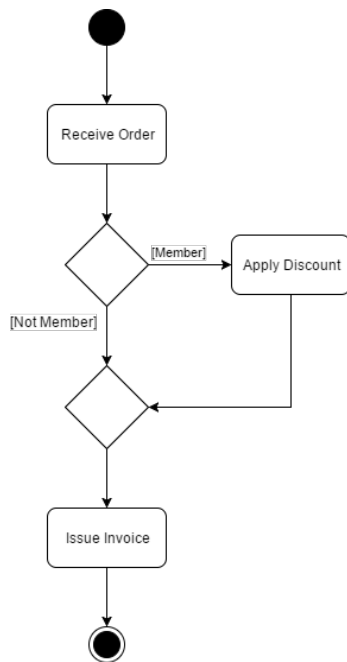 Receive Order
[Member]
Apply Discount
[Not Member]
Issue Invoice